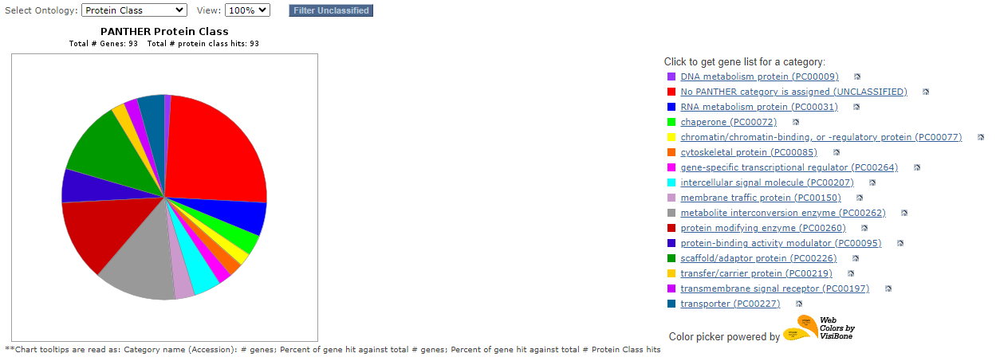 Select Ontology: Protein Class View: 100% Filter Unclassified
PANTHER Protein Class
Total # Genes: 93 Total # protein class hits: 93
Click to get gene list for a category:
DNA metabolism protein (PC00009)
No PANTHER category is assigned (UNCLASSIFIED)
RNA metabolism protein (PC00031)
chaperone (PC00072)
chromatin/chromatin-binding, or -regulatory protein (PC00077)
cytoskeletal protein (PC00085)
gene-specific transcriptional regulator (PC00264)
intercellular signal molecule (PC00207)
membrane traffic protein (PC00150)
metabolite interconversion enzyme (PC00262)
protein modifying enzyme (PC00260)
protein-binding activity modulator (PC00095)
scaffold/adaptor protein (PC00226)
transfer/carrier protein (PC00219)
transmembrane signal receptor (PC00197)
transporter (PC00227)
Color picker powered by
Web
Colors by
VisiBone
**Chart tooltips are read as: Category name (Accession): # genes; Percent of gene hit against total # genes; Percent of gene hit against total # Protein Class hits